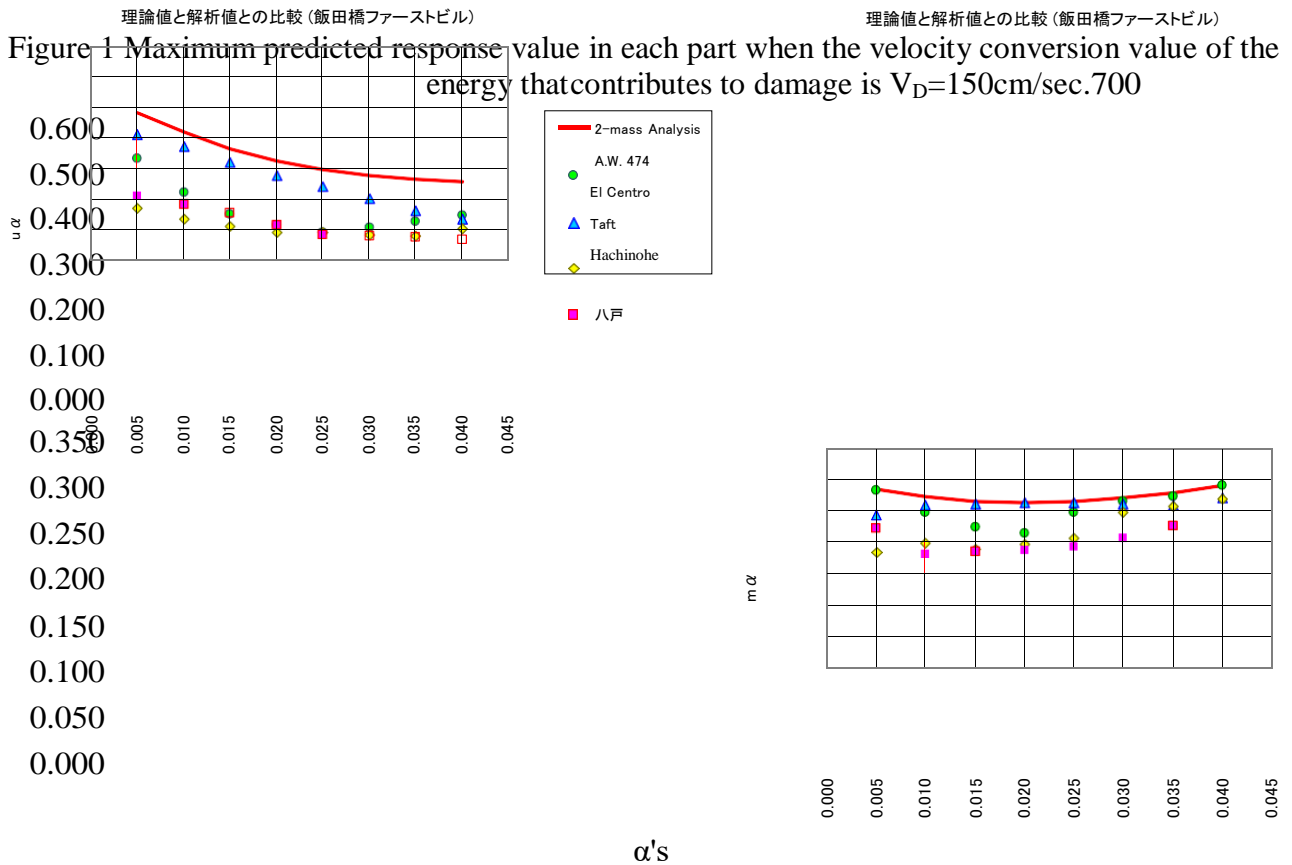 理論値と解析値との比較（飯田橋ファーストビル）
理論値と解析値との比較（飯田橋ファーストビル）
Figure 1 Maximum predicted response value in each part when the velocity conversion value of the
energy thatcontributes to damage is VD=150cm/sec.700
0.600
0.500
0.400
0.300
0.200
0.100
0.000
uα
2-mass Analysis
A.W. 474
El Centro
Taft
Hachinohe
八戸
0.000
0.005
0.010
0.015
0.020
0.025
0.030
0.035
0.040
0.045
0.350
0.300
0.250
0.200
0.150
0.100
0.050
0.000
mα
0.000
0.005
0.010
0.015
0.020
0.025
0.030
0.035
0.040
0.045
α's